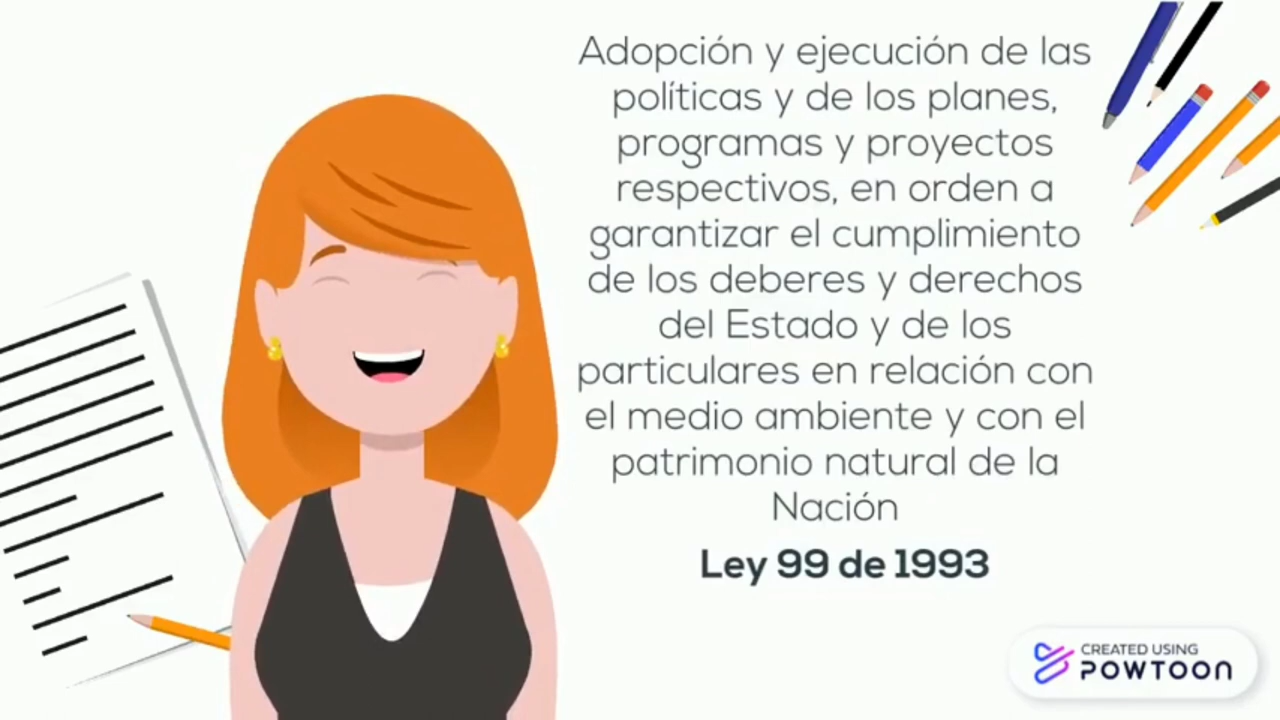 Adopción y ejecución de las
políticas y de los planes,
programas y proyectos
respectivos, en orden a
garantizar el cumplimiento
de los deberes y derechos
del Estado y de los
particulares en relación con
el medio ambiente y con el
patrimonio natural de la
Nación
Ley 99 de 1993
CREATED USING
POWTOON